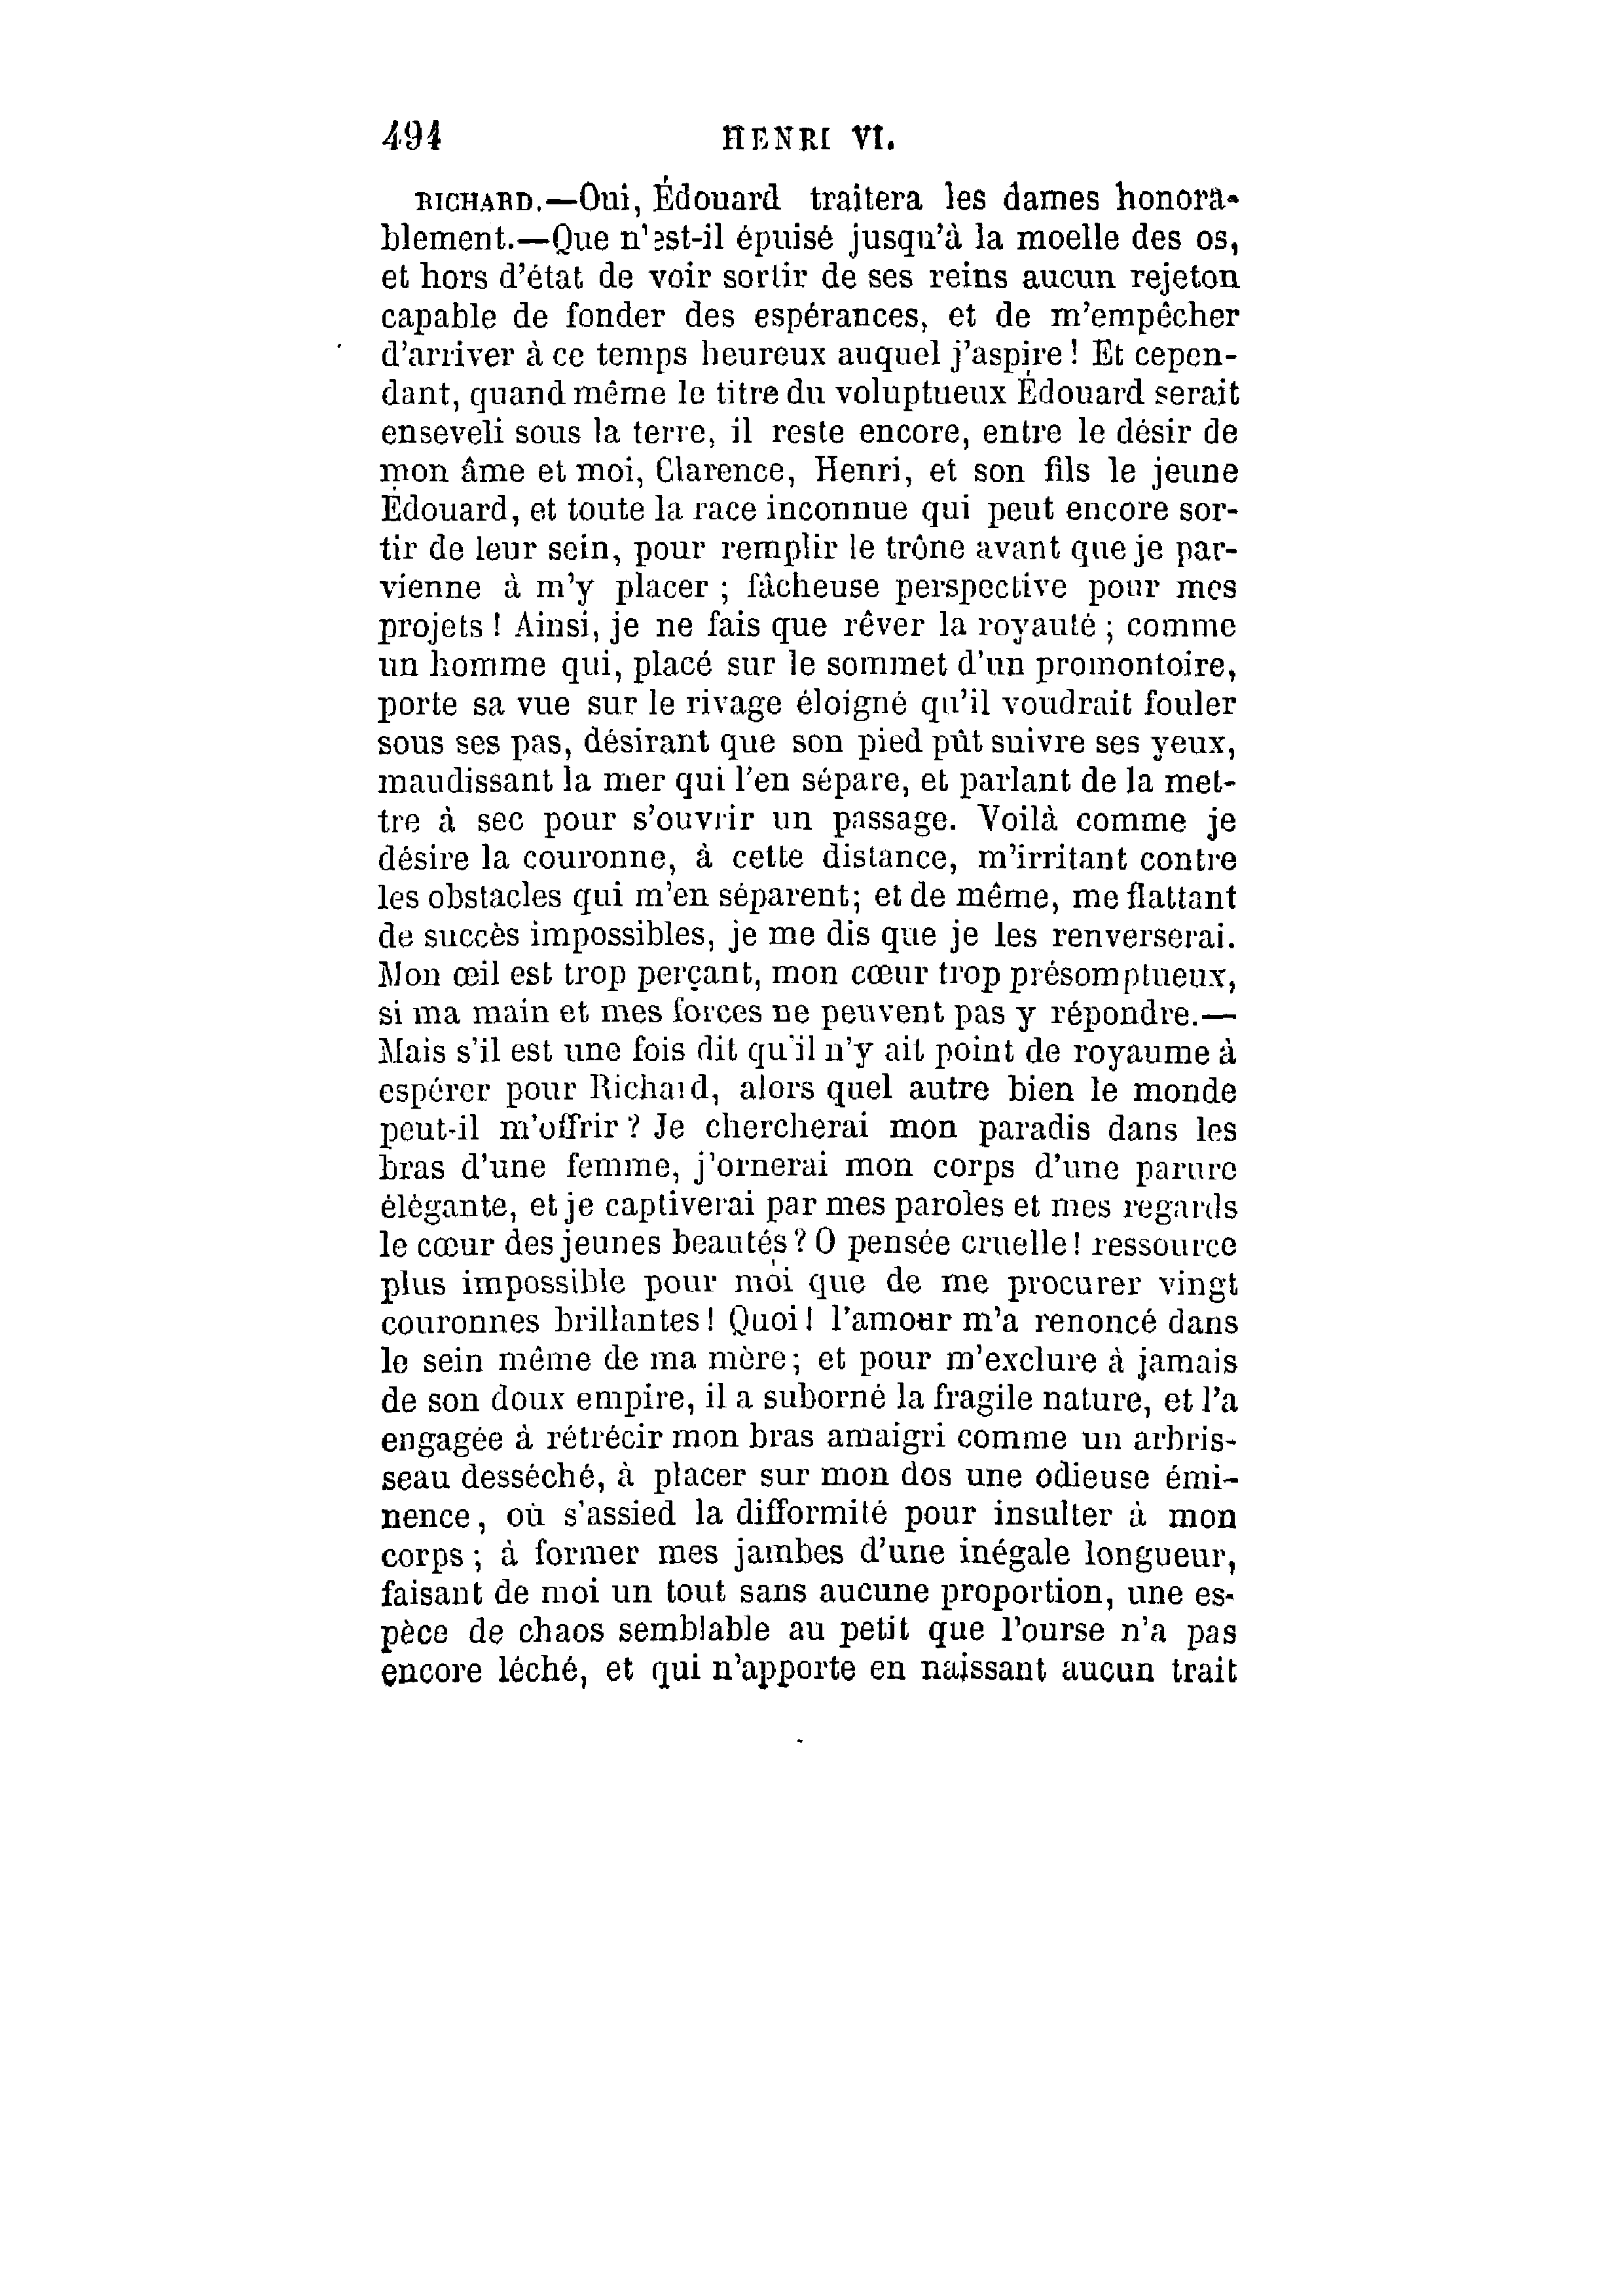 494 HENRI VI.
RICHARD.—Oui, Édouard traitera les dames honora-
blement.—Que n'est-il épuisé jusqu'à la moelle des os,
et hors d'état de voir sortir de ses reins aucun rejeton
capable de fonder des espérances, et de m'empêcher
d'arriver à ce temps heureux auquel j'aspire ! Et cepen-
dant, quand même le titre du voluptueux Édouard serait
enseveli sous la terre, il reste encore, entre le désir de
mon âme et moi, Clarence, Henri, et son fils le jeune
Édouard, et toute la race inconnue qui peut encore sor-
tir de leur sein, pour remplir le trône avant que je par-
vienne à m'y placer ; fâcheuse perspective pour mes
projets ! Ainsi, je ne fais que rêver la royauté ; comme
un homme qui, placé sur le sommet d'un promontoire,
porte sa vue sur le rivage éloigné qu'il voudrait fouler
sous ses pas, désirant que son pied pût suivre ses yeux,
maudissant la mer qui l'en sépare, et parlant de la met-
tre à sec pour s'ouvrir un passage. Voilà comme je
désire la couronne, à cette distance, m'irritant contre
les obstacles qui m'en séparent; et de même, me flattant
de succès impossibles, je me dis que je les renverserai.
Mon œil est trop perçant, mon cœur trop présomptueux,
si ma main et mes forces ne peuvent pas y répondre.—
Mais s'il est une fois dit qu'il n'y ait point de royaume à
espérer pour Richard, alors quel autre bien le monde
peut-il m'offrir ? Je chercherai mon paradis dans les
bras d'une femme, j'ornerai mon corps d'une parure
élégante, et je captiverai par mes paroles et mes regards
le cœur des jeunes beautés ? O pensée cruelle! ressource
plus impossible pour moi que de me procurer vingt
couronnes brillantes! Quoi! l'amour m'a renoncé dans
le sein même de ma mère; et pour m'exclure à jamais
de son doux empire, il a suborné la fragile nature, et l'a
engagée à rétrécir mon bras amaigri comme un arbris-
seau desséché, à placer sur mon dos une odieuse émi-
nence, où s'assied la difformité pour insulter à mon
corps ; à former mes jambes d'une inégale longueur,
faisant de moi un tout sans aucune proportion, une es-
pèce de chaos semblable au petit que l'ourse n'a pas
encore léché, et qui n'apporte en naissant aucun trait